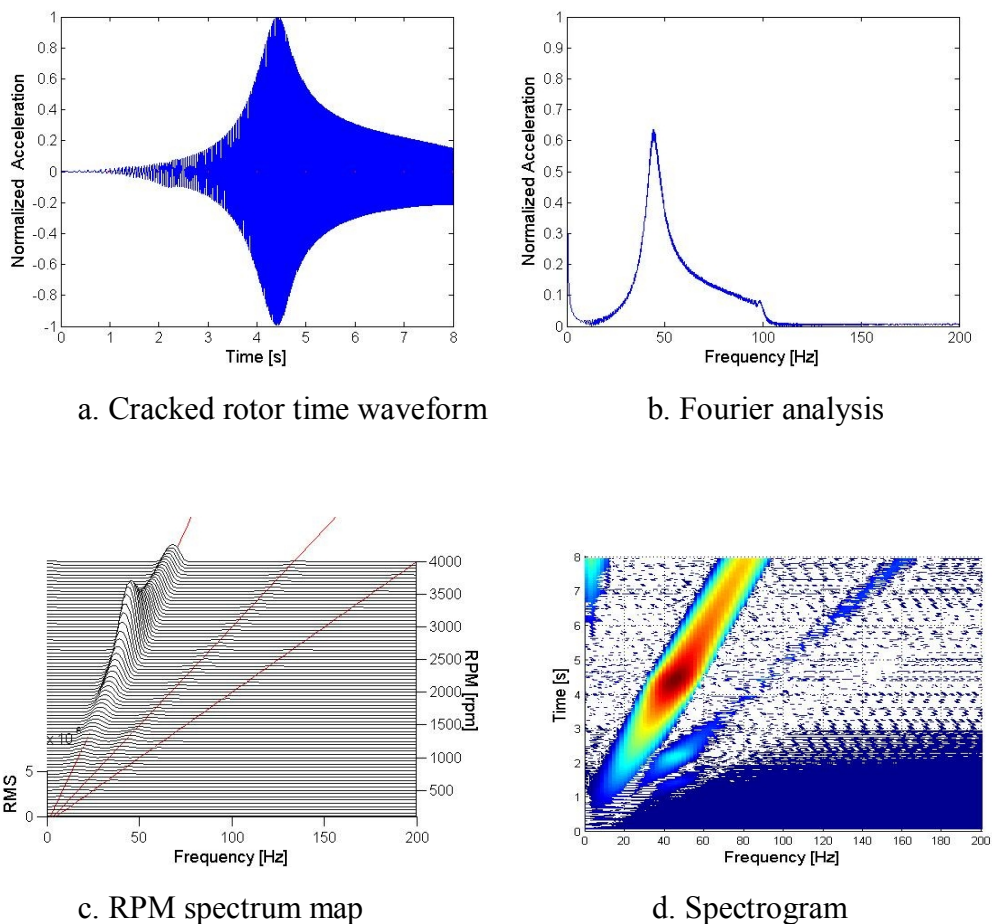 1
0.8
0.6
0.4
0.2
0
-0.2
-0.4
-0.6
-0.8
-1
Normalized Acceleration
0 1 2 3 4 5 6 7 8
Time [s]
a. Cracked rotor time waveform
1
0.9
0.8
0.7
0.6
0.5
0.4
0.3
0.2
0.1
0
Normalized Acceleration
0 50 100 150 200
Frequency [Hz]
b. Fourier analysis
4000
3500
3000
2500
2000
1500
1000
500
RPM [rpm]
5
0
RMS
0 50 100 150 200
Frequency [Hz]
c. RPM spectrum map
8
7
6
5
4
3
2
1
0
Time [s]
0 20 40 60 80 100 120 140 160 180 200
Frequency [Hz]
d. Spectrogram